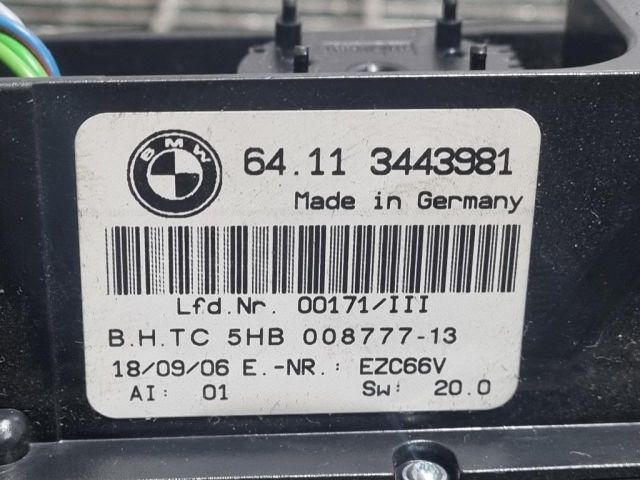 BMW
64.11 3443981
Made in Germany
Lfd.Nr. 00171/III
B.H.TC 5HB 008777-13
18/09/06 E.-NR.: EZC66V
AI: 01 Sw: 20.0